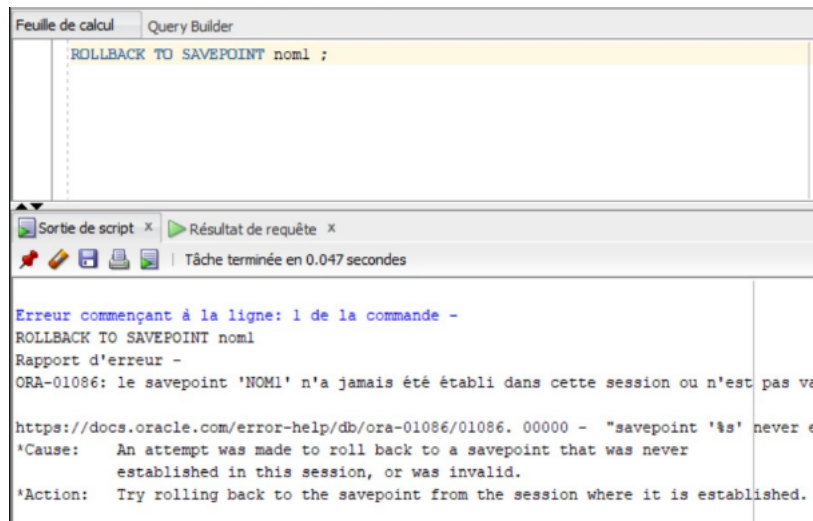 Feuille de calcul Query Builder
ROLLBACK TO SAVEPOINT nom1 ;
Sortie de script x Résultat de requête x
Tâche terminée en 0.047 secondes
Erreur commençant à la ligne: 1 de la commande -
ROLLBACK TO SAVEPOINT nom1
Rapport d'erreur -
ORA-01086: le savepoint 'NOM1' n'a jamais été établi dans cette session ou n'est pas va
https://docs.oracle.com/error-help/db/ora-01086/01086. 00000 - "savepoint '%s' never e
*Cause: An attempt was made to roll back to a savepoint that was never
established in this session, or was invalid.
*Action: Try rolling back to the savepoint from the session where it is established.